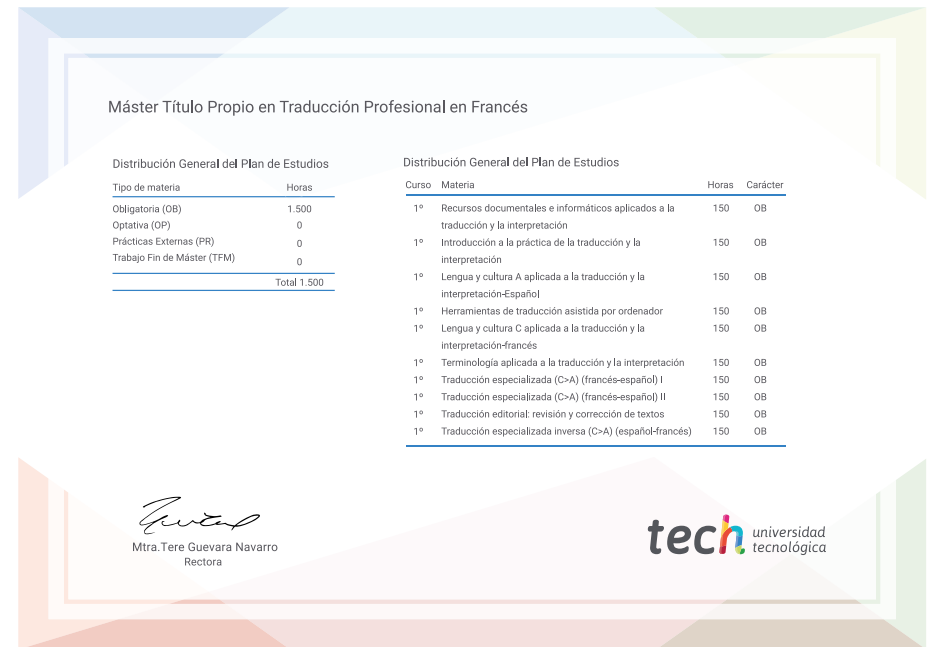 Máster Título Propio en Traducción Profesional en Francés
Distribución General del Plan de Estudios
Tipo de materia Horas
Obligatoria (OB) 1.500
Optativa (OP) 0
Prácticas Externas (PR) 0
Trabajo Fin de Máster (TFM) 0
Total 1.500
Distribución General del Plan de Estudios
Curso Materia Horas Carácter
1º Recursos documentales e informáticos aplicados a la 150 OB
traducción y la interpretación
1º Introducción a la práctica de la traducción y la 150 OB
interpretación
1º Lengua y cultura A aplicada a la traducción y la 150 OB
interpretación-Español
1º Herramientas de traducción asistida por ordenador 150 OB
1º Lengua y cultura C aplicada a la traducción y la 150 OB
interpretación-francés
1º Terminología aplicada a la traducción y la interpretación 150 OB
1º Traducción especializada (C>A) (francés-español) I 150 OB
1º Traducción especializada (C>A) (francés-español) II 150 OB
1º Traducción editorial: revisión y corrección de textos 150 OB
1º Traducción especializada inversa (C>A) (español-francés) 150 OB
Mtra.Tere Guevara Navarro
Rectora
tech universidad
tecnológica